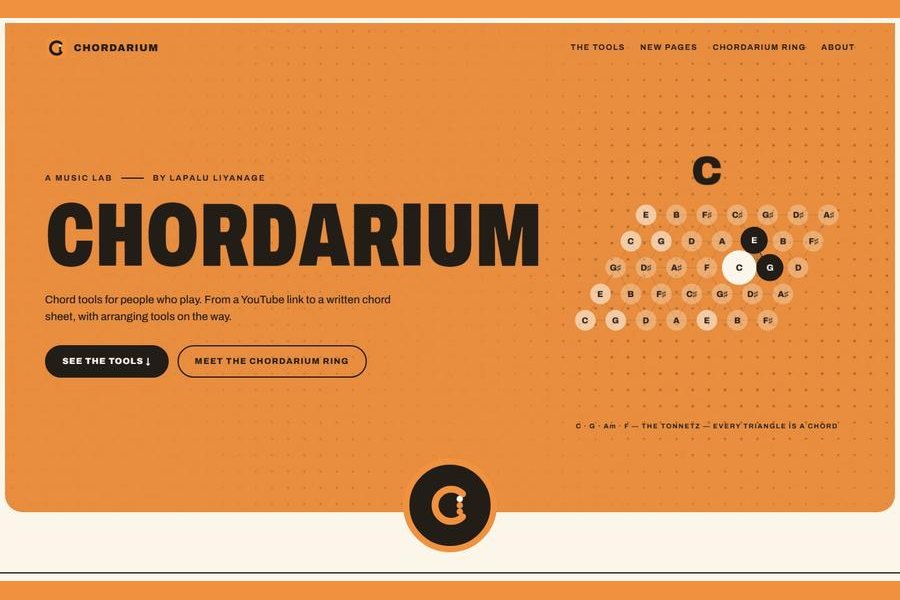 CHORDARIUM
THE TOOLS NEW PAGES CHORDARIUM RING ABOUT
A MUSIC LAB — BY LAPALU LIYANAGE
CHORDARIUM
Chord tools for people who play. From a YouTube link to a written chord
sheet, with arranging tools on the way.
SEE THE TOOLS ↓ MEET THE CHORDARIUM RING
C
E B F♯ C♯ G♯ D♯ A♯
C G D A E B F♯
G♯ D♯ A♯ F C G D
E B F♯ C♯ G♯ D♯ A♯
C G D A E B F♯
C · G · Am · F — THE TONNETZ — EVERY TRIANGLE IS A CHORD